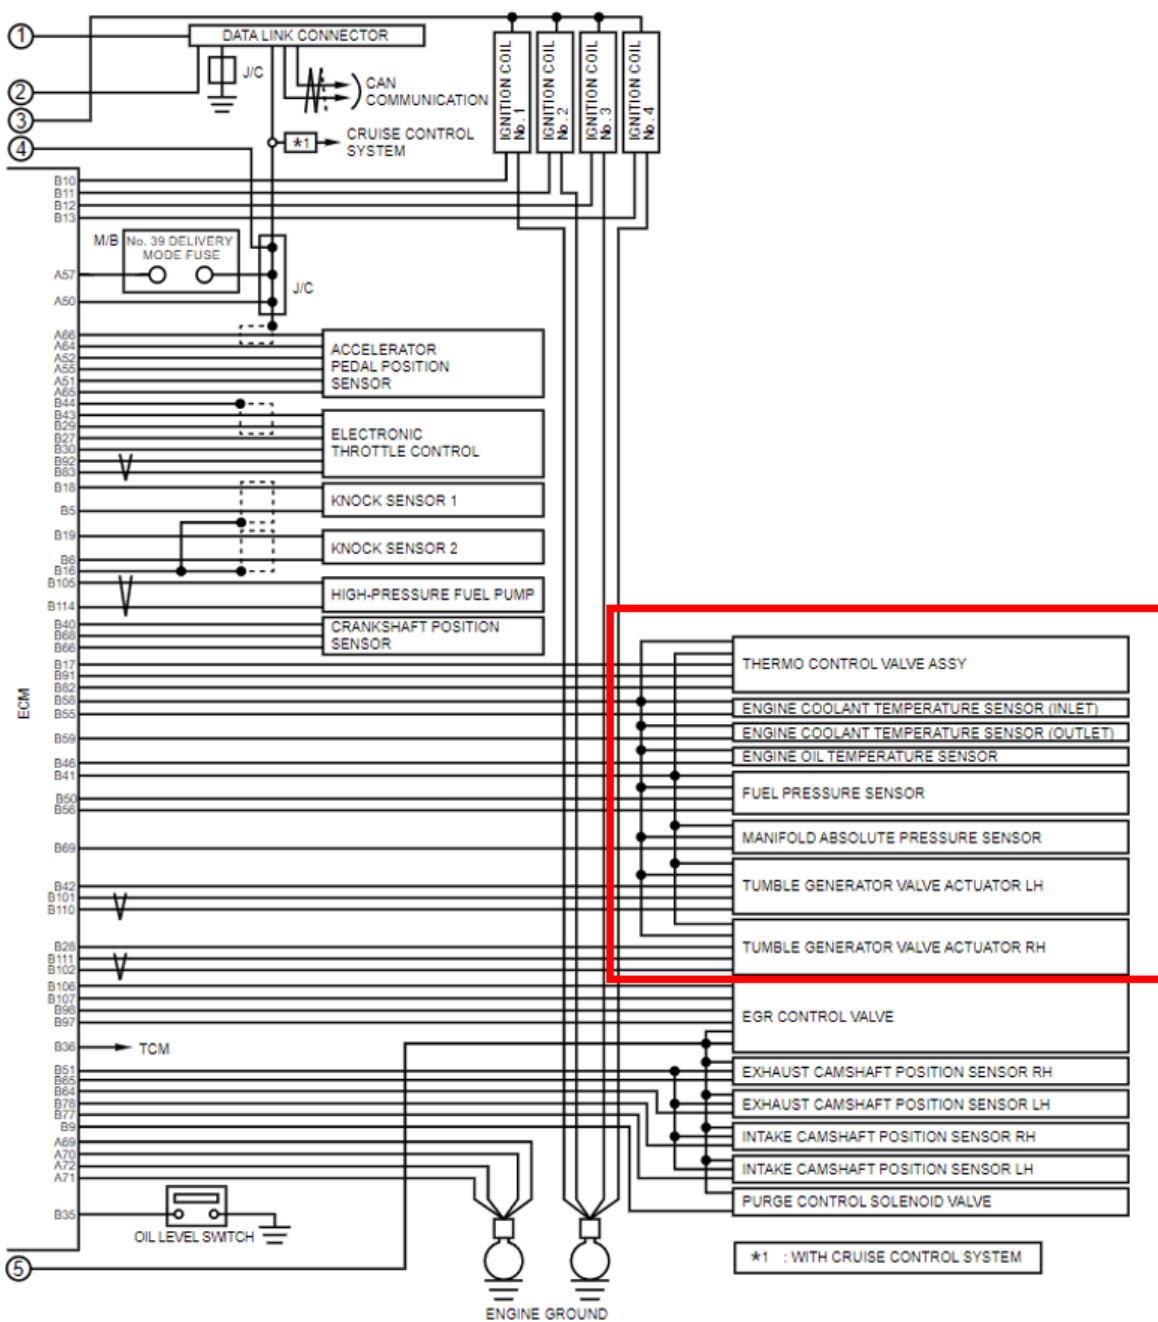 1
DATA LINK CONNECTOR
2
J/C
CAN
COMMUNICATION
3
4
*1
CRUISE CONTROL
SYSTEM
IGNITION COIL
No. 1
IGNITION COIL
No. 2
IGNITION COIL
No. 3
IGNITION COIL
No. 4
B10
B11
B12
B13
M/B
No. 39 DELIVERY
MODE FUSE
A57
J/C
A50
A66
A64
A52
A55
A51
A65
ACCELERATOR
PEDAL POSITION
SENSOR
B44
B43
B29
B27
B30
B92
B83
ELECTRONIC
THROTTLE CONTROL
B18
B5
KNOCK SENSOR 1
B19
B6
B16
KNOCK SENSOR 2
B105
B114
HIGH-PRESSURE FUEL PUMP
B40
B68
B66
CRANKSHAFT POSITION
SENSOR
ECM
B17
B91
B82
THERMO CONTROL VALVE ASSY
B58
B55
ENGINE COOLANT TEMPERATURE SENSOR (INLET)
B59
ENGINE COOLANT TEMPERATURE SENSOR (OUTLET)
B46
ENGINE OIL TEMPERATURE SENSOR
B41
B50
B56
FUEL PRESSURE SENSOR
B69
MANIFOLD ABSOLUTE PRESSURE SENSOR
B42
B101
B110
TUMBLE GENERATOR VALVE ACTUATOR LH
B28
B111
B102
TUMBLE GENERATOR VALVE ACTUATOR RH
B106
B107
B98
B97
EGR CONTROL VALVE
B36
TCM
B51
B65
EXHAUST CAMSHAFT POSITION SENSOR RH
B64
B78
EXHAUST CAMSHAFT POSITION SENSOR LH
B77
B9
INTAKE CAMSHAFT POSITION SENSOR RH
A69
A70
A72
A71
INTAKE CAMSHAFT POSITION SENSOR LH
PURGE CONTROL SOLENOID VALVE
B35
OIL LEVEL SWITCH
5
*1 : WITH CRUISE CONTROL SYSTEM
ENGINE GROUND